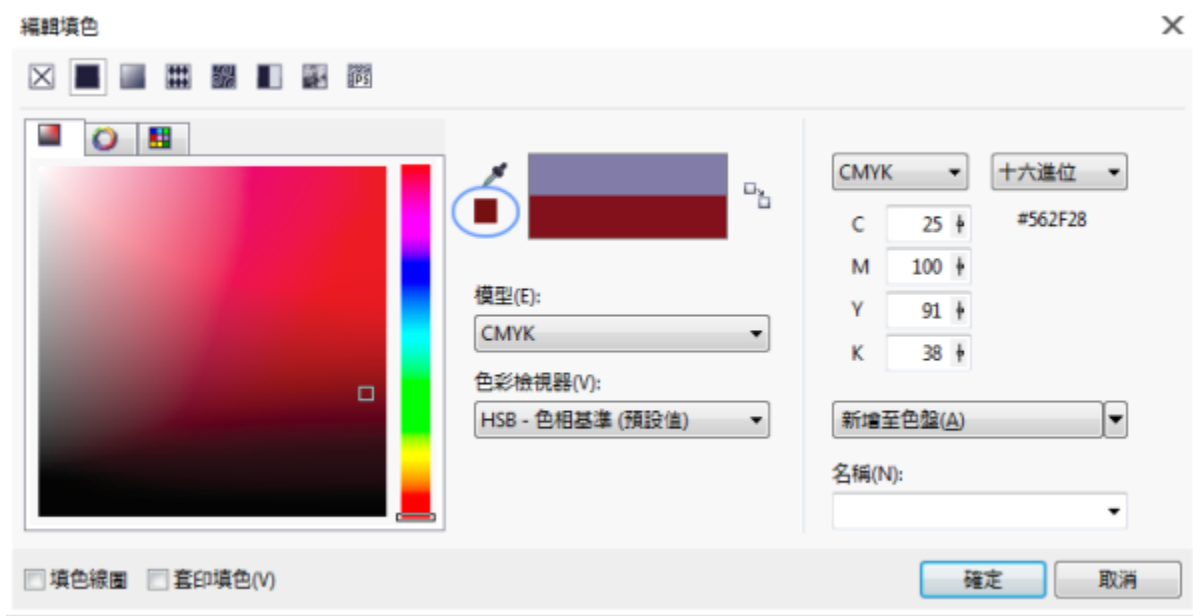 編輯填色
PS
CMYK
十六進位
C 25
#562F28
M 100
Y 91
K 38
模型(E):
CMYK
色彩檢視器(V):
HSB - 色相基準 (預設值)
新增至色盤(A)
名稱(N):
填色線圖
套印填色(V)
確定
取消